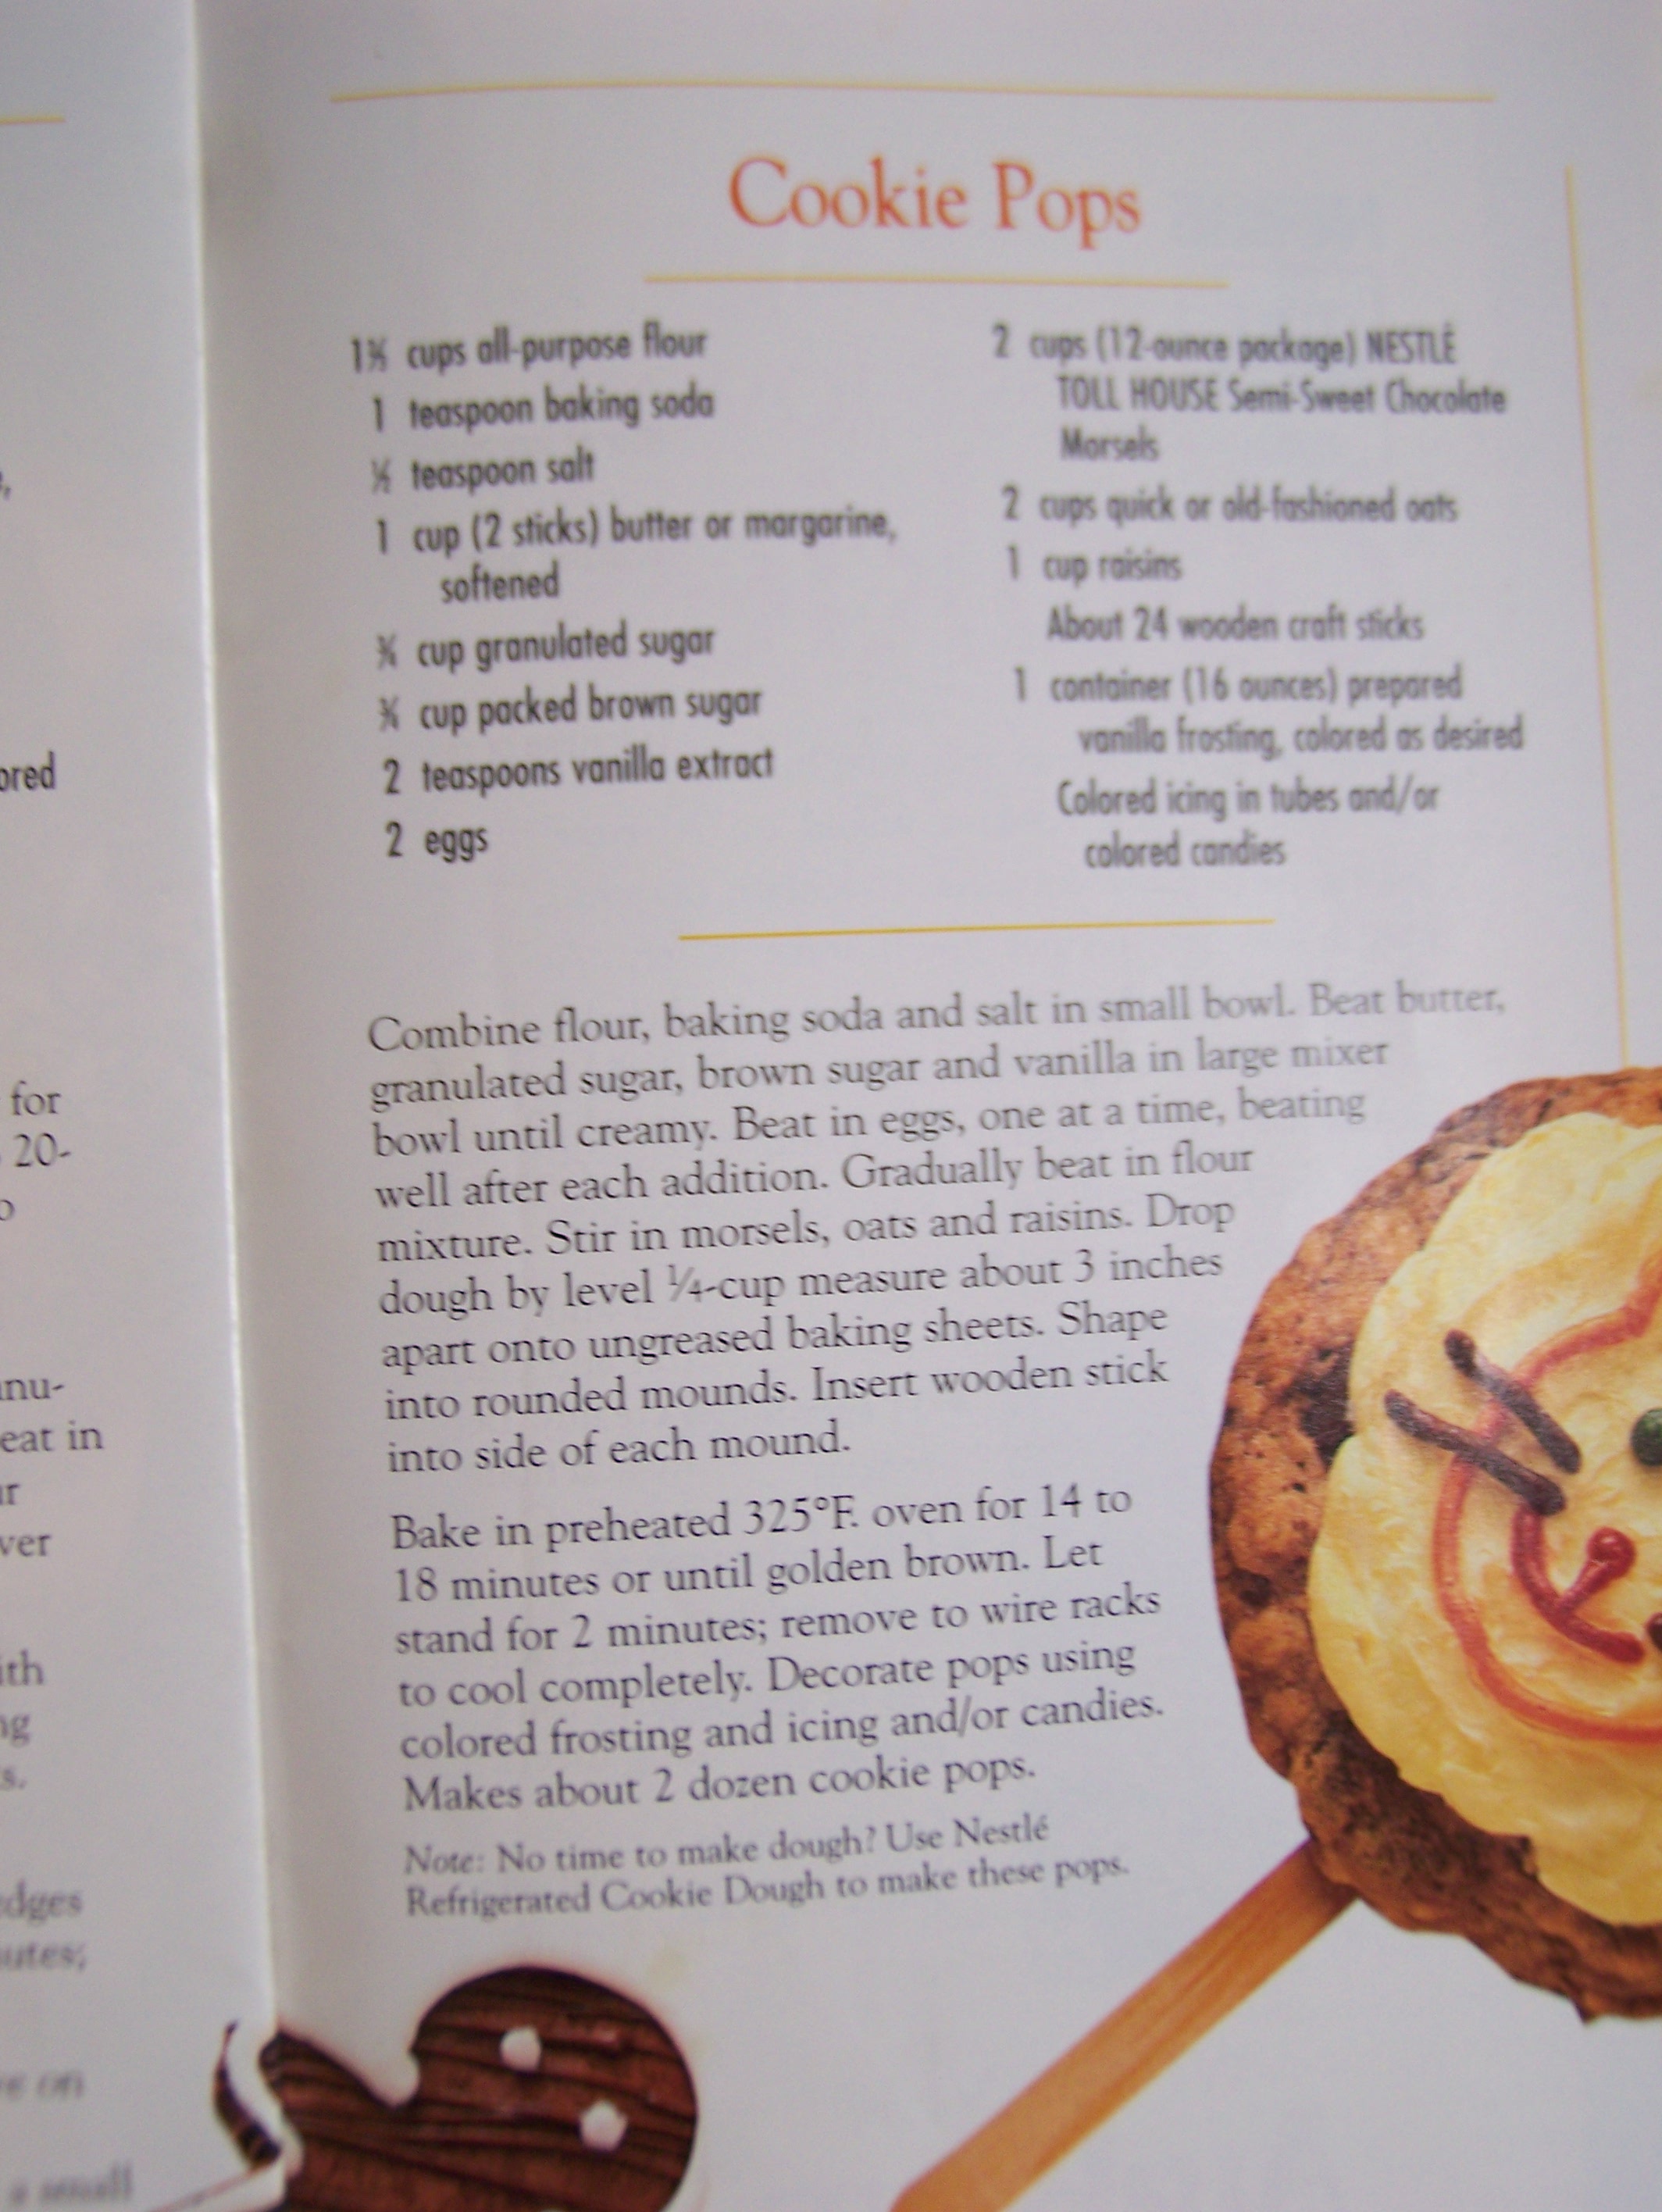 ored
for
20-
o
nu-
eat in
ur
ver
ith
ng
s.
edges
utes;
on
a small
Cookie Pops
cups all-purpose flour
1 teaspoon baking soda
½ teaspoon salt
1 cup (2 sticks) butter or margarine,
softened
¾ cup granulated sugar
¾ cup packed brown sugar
2 teaspoons vanilla extract
2 eggs
2 cups (12-ounce package) NESTLÉ
TOLL HOUSE Semi-Sweet Chocolate
Morsels
2 cups quick or old-fashioned oats
1 cup raisins
About 24 wooden craft sticks
1 container (16 ounces) prepared
vanilla frosting, colored as desired
Colored icing in tubes and/or
colored candies
Combine flour, baking soda and salt in small bowl. Beat butter,
granulated sugar, brown sugar and vanilla in large mixer
bowl until creamy. Beat in eggs, one at a time, beating
well after each addition. Gradually beat in flour
mixture. Stir in morsels, oats and raisins. Drop
dough by level ¼-cup measure about 3 inches
apart onto ungreased baking sheets. Shape
into rounded mounds. Insert wooden stick
into side of each mound.
Bake in preheated 325°F. oven for 14 to
18 minutes or until golden brown. Let
stand for 2 minutes; remove to wire racks
to cool completely. Decorate pops using
colored frosting and icing and/or candies.
Makes about 2 dozen cookie pops.
Note: No time to make dough? Use Nestlé
Refrigerated Cookie Dough to make these pops.